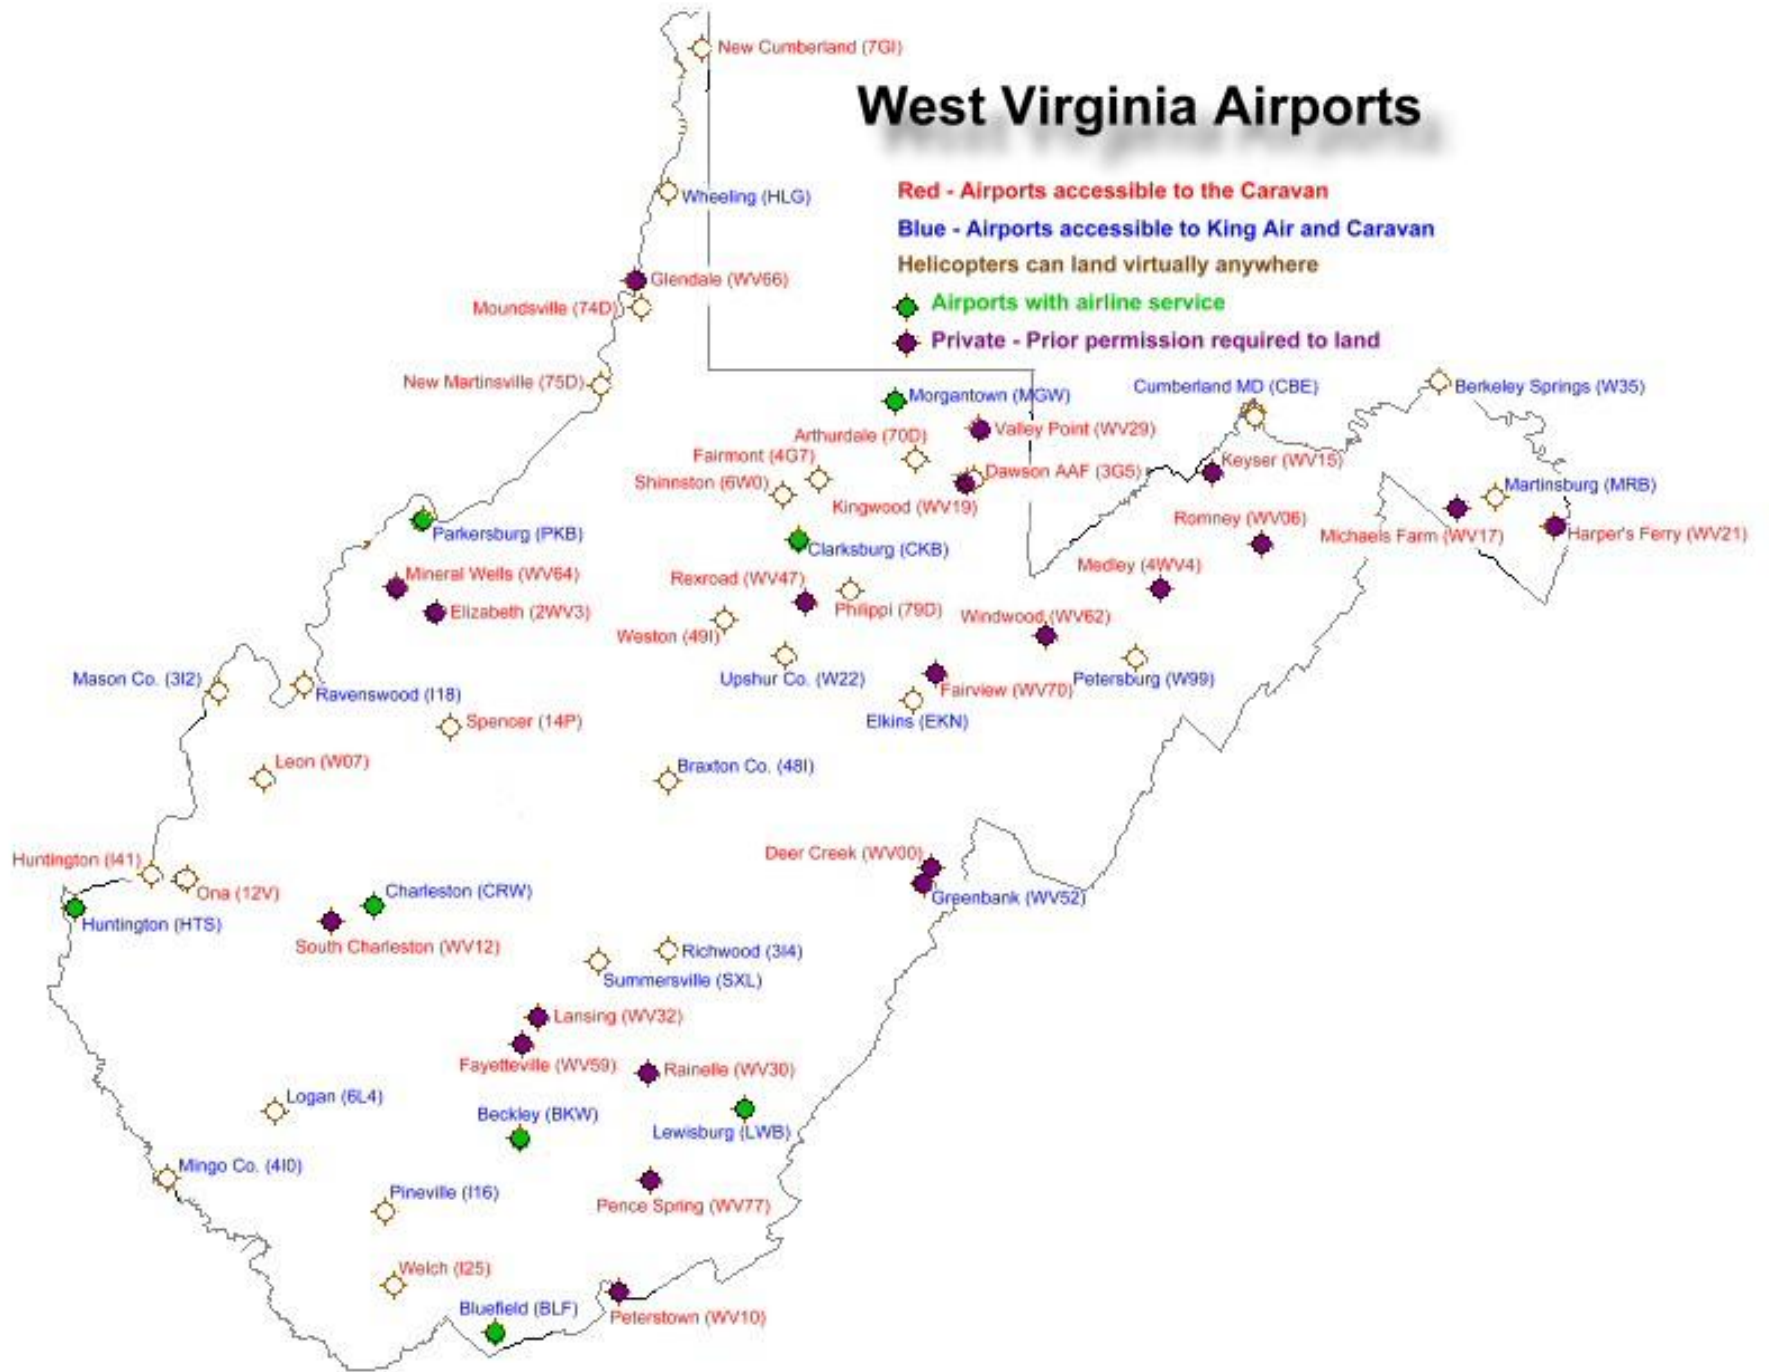 New Cumberland (7GI)
West Virginia Airports
Red - Airports accessible to the Caravan
Wheeling (HLG)
Blue - Airports accessible to King Air and Caravan
Helicopters can land virtually anywhere
Glendale (WV66)
Airports with airline service
Moundsville (74D)
Private - Prior permission required to land
New Martinsville (75D)
Cumberland MD (CBE)
Berkeley Springs (W35)
Morgantown (MGW)
Valley Point (WV29)
Arthurdale (70D)
Fairmont (4G7)
Keyser (WV15)
Dawson AAF (3G5)
Shinnston (6W0)
Martinsburg (MRB)
Kingwood (WV19)
Romney (WV06)
Parkersburg (PKB)
Michaels Farm (WV17)
Harper's Ferry (WV21)
Clarksburg (CKB)
Medley (4WV4)
Mineral Wells (WV64)
Rexroad (WV47)
Elizabeth (2WV3)
Philippi (79D)
Windwood (WV62)
Weston (49I)
Mason Co. (3I2)
Upshur Co. (W22)
Petersburg (W99)
Fairview (WV70)
Ravenswood (I18)
Spencer (14P)
Elkins (EKN)
Leon (W07)
Braxton Co. (48I)
Deer Creek (WV00)
Huntington (I41)
Ona (12V)
Charleston (CRW)
Greenbank (WV52)
Huntington (HTS)
South Charleston (WV12)
Richwood (3I4)
Summersville (SXL)
Lansing (WV32)
Fayetteville (WV59)
Rainelle (WV30)
Logan (6L4)
Beckley (BKW)
Lewisburg (LWB)
Mingo Co. (4I0)
Pineville (I16)
Pence Spring (WV77)
Welch (I25)
Bluefield (BLF)
Peterstown (WV10)